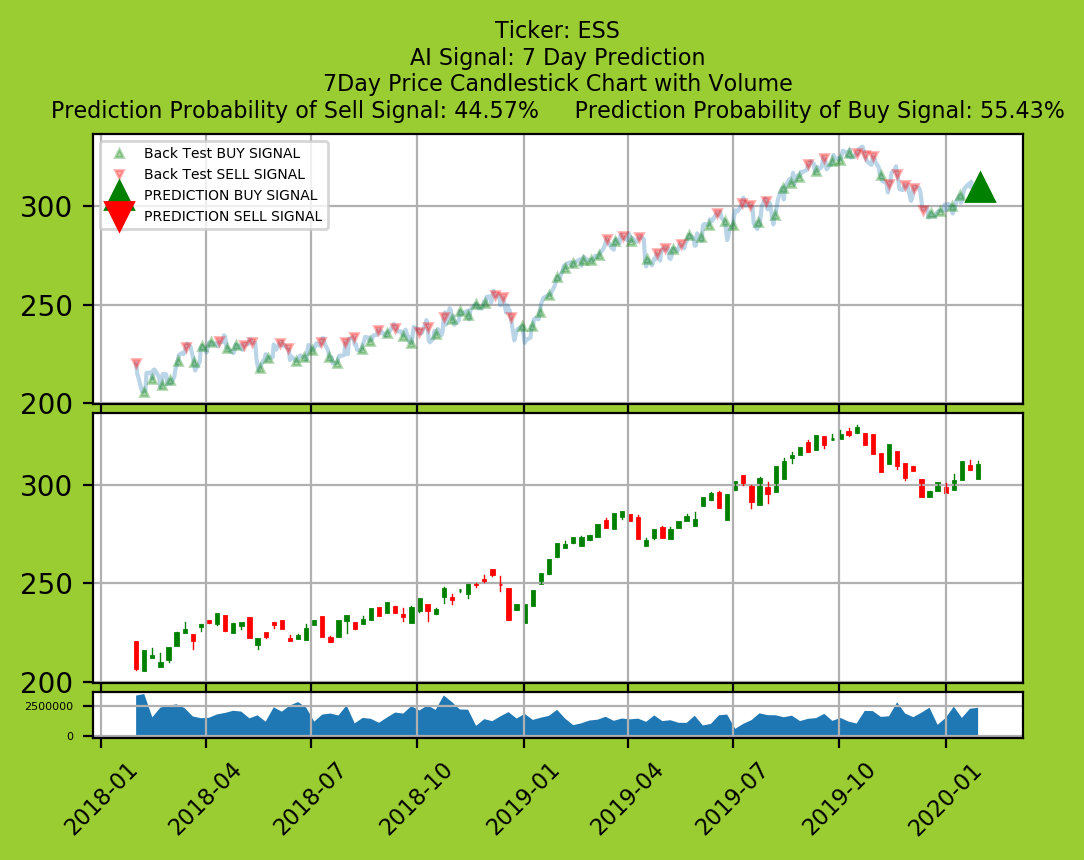 Ticker: ESS
AI Signal: 7 Day Prediction
7Day Price Candlestick Chart with Volume
Prediction Probability of Sell Signal: 44.57% Prediction Probability of Buy Signal: 55.43%
Back Test BUY SIGNAL
Back Test SELL SIGNAL
PREDICTION BUY SIGNAL
PREDICTION SELL SIGNAL
300
250
200
300
250
200
2500000
0
2018-01 2018-04 2018-07 2018-10 2019-01 2019-04 2019-07 2019-10 2020-01